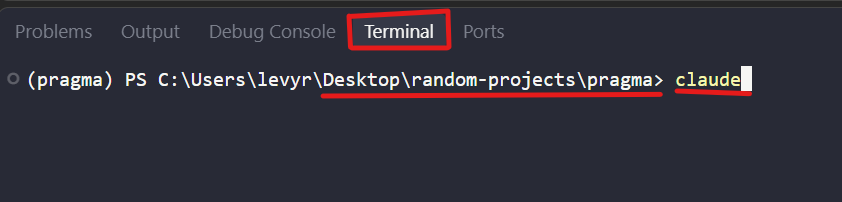 Problems Output Debug Console Terminal Ports
(pragma) PS C:\Users\levyr\Desktop\random-projects\pragma> claude